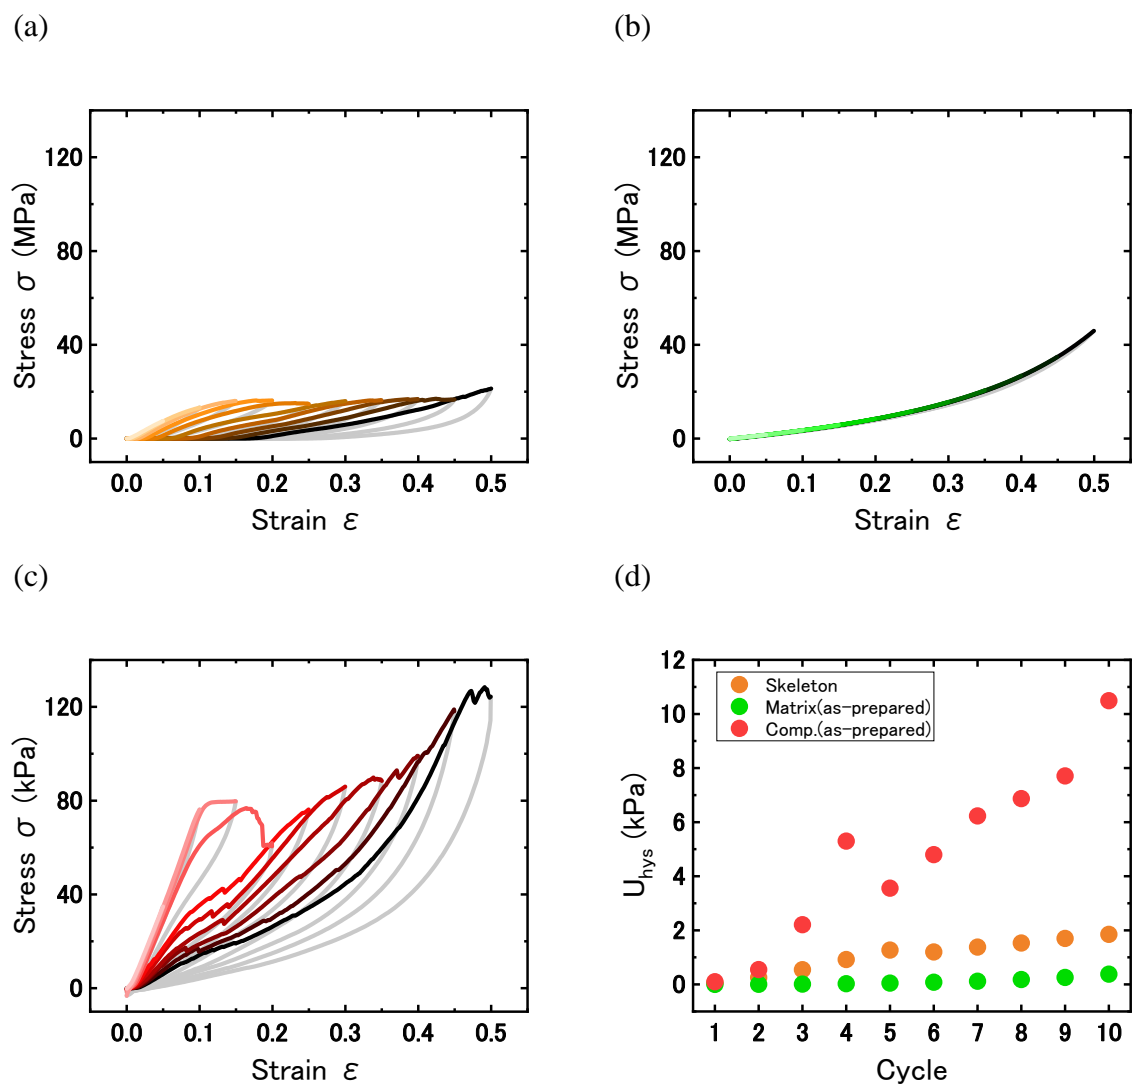 (a)
(b)
120
80
40
0
Stress σ (MPa)
0.0 0.1 0.2 0.3 0.4 0.5
Strain ε
120
80
40
0
Stress σ (MPa)
0.0 0.1 0.2 0.3 0.4 0.5
Strain ε
(c)
(d)
120
80
40
0
Stress σ (kPa)
0.0 0.1 0.2 0.3 0.4 0.5
Strain ε
12
10
8
6
4
2
0
U_hys (kPa)
Skeleton
Matrix(as-prepared)
Comp.(as-prepared)
1 2 3 4 5 6 7 8 9 10
Cycle